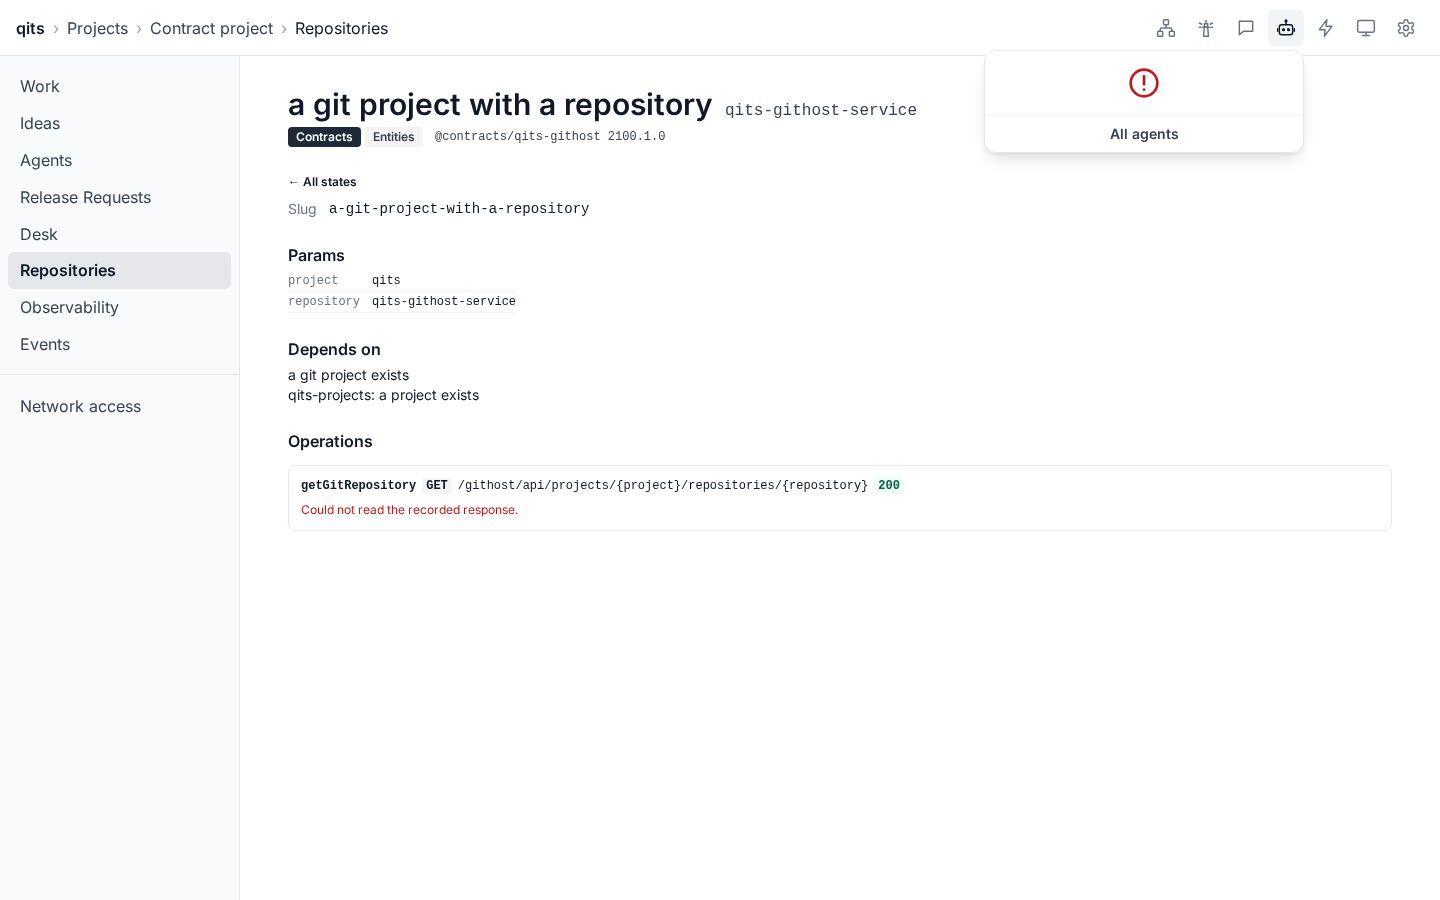 qits › Projects › Contract project › Repositories
Work
Ideas
Agents
Release Requests
Desk
Repositories
Observability
Events
Network access
All agents
a git project with a repository qits-githost-service
Contracts Entities @contracts/qits-githost 2100.1.0
← All states
Slug a-git-project-with-a-repository
Params
project qits
repository qits-githost-service
Depends on
a git project exists
qits-projects: a project exists
Operations
getGitRepository GET /githost/api/projects/{project}/repositories/{repository} 200
Could not read the recorded response.